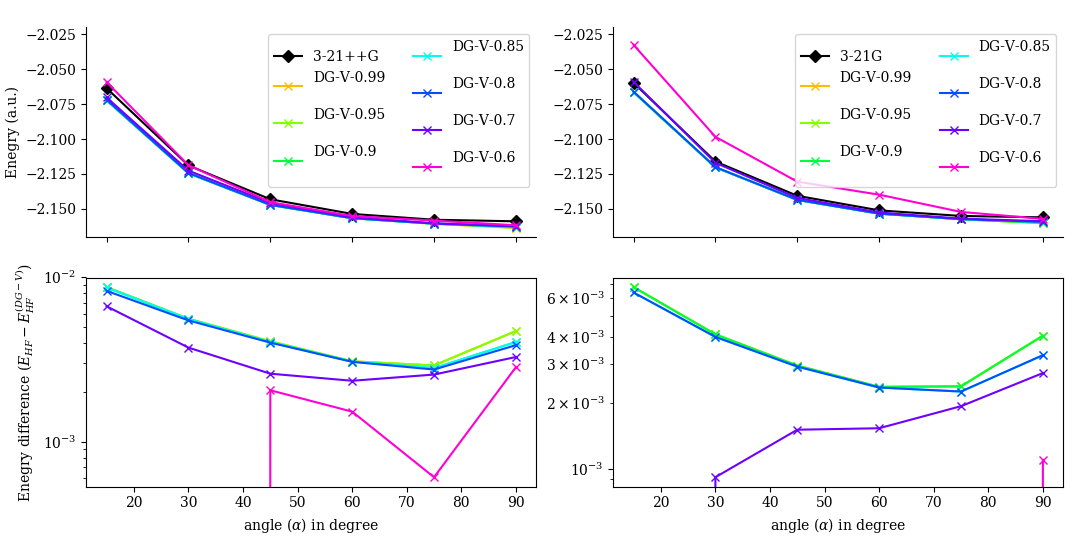 −2.025
−2.050
−2.075
−2.100
−2.125
−2.150
Enegry (a.u.)
3-21++G
DG-V-0.99
DG-V-0.95
DG-V-0.9
DG-V-0.85
DG-V-0.8
DG-V-0.7
DG-V-0.6
−2.025
−2.050
−2.075
−2.100
−2.125
−2.150
3-21G
DG-V-0.99
DG-V-0.95
DG-V-0.9
DG-V-0.85
DG-V-0.8
DG-V-0.7
DG-V-0.6
10⁻²
10⁻³
Enegry difference (E_{HF} − E_{HF}^{(DG−V)})
20 30 40 50 60 70 80 90
angle (α) in degree
6 × 10⁻³
4 × 10⁻³
3 × 10⁻³
2 × 10⁻³
10⁻³
20 30 40 50 60 70 80 90
angle (α) in degree